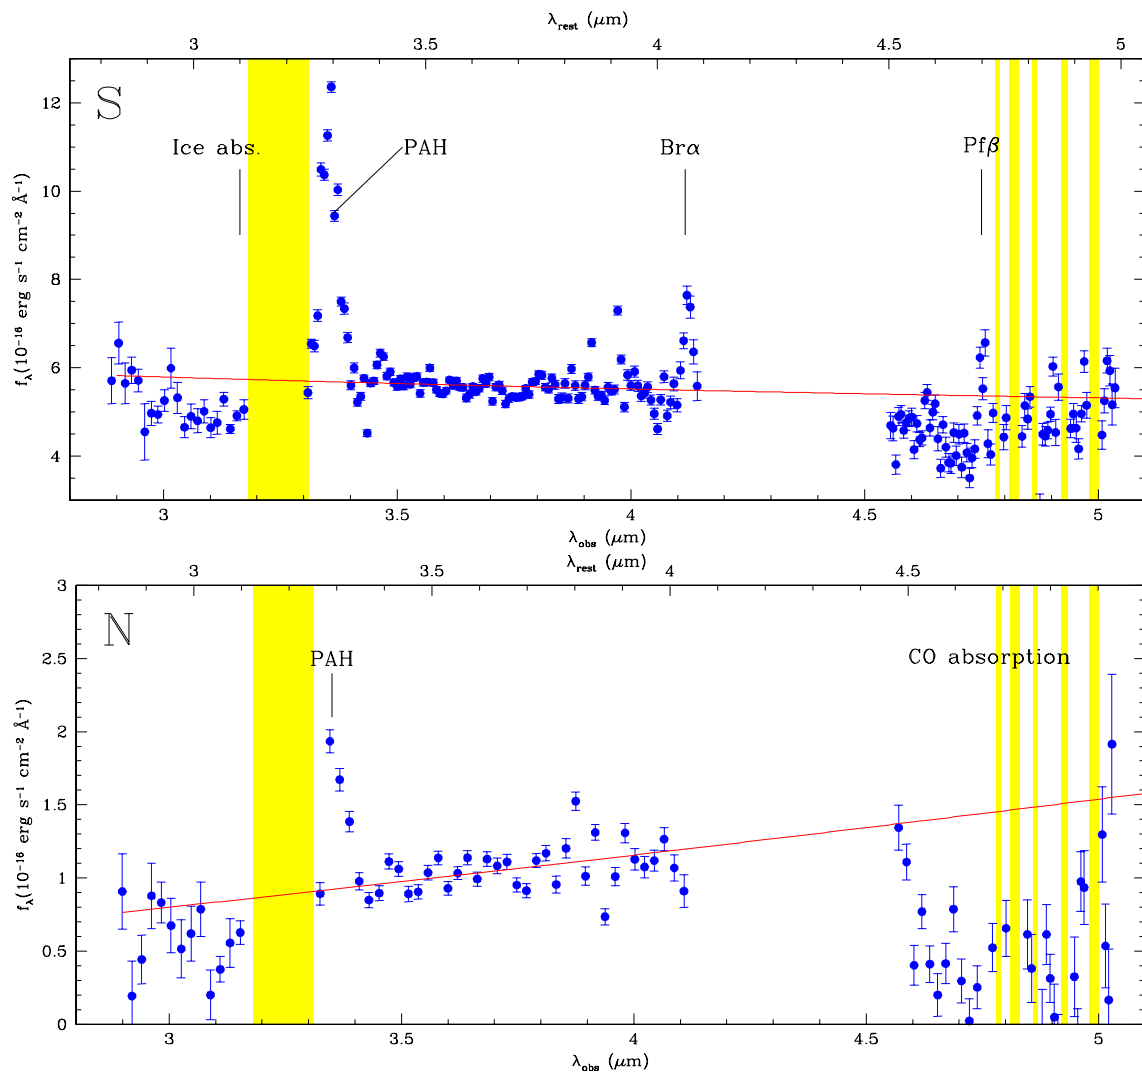 λrest (μm)
3 3.5 4 4.5 5
S
12
10
8
6
4
Ice abs.
PAH
Brα
Pfβ
fλ(10−16 erg s−1 cm−2 Å−1)
3 3.5 4 4.5 5
λobs (μm)
λrest (μm)
3 3.5 4 4.5
N
3
2.5
2
1.5
1
0.5
0
PAH
CO absorption
fλ(10−16 erg s−1 cm−2 Å−1)
3 3.5 4 4.5 5
λobs (μm)